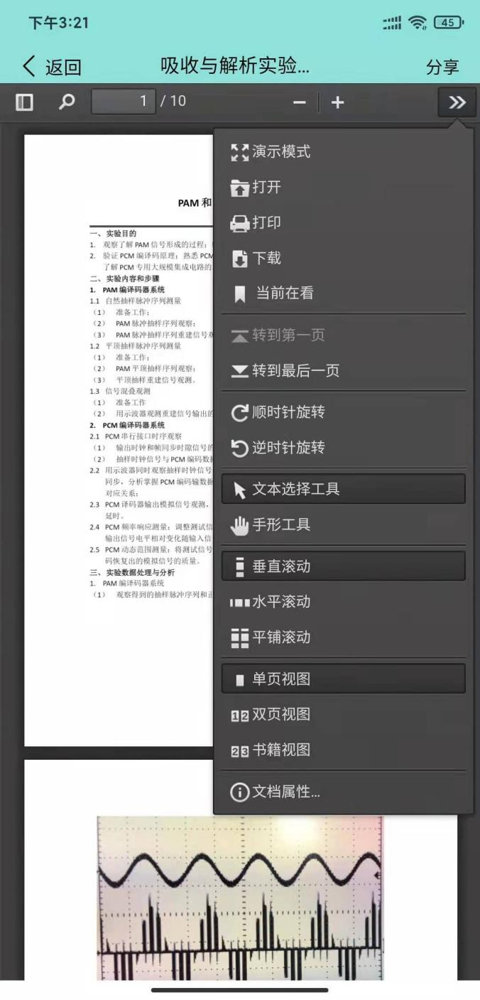 下午3:21
45
返回
吸收与解析实验...
分享
1 / 10
演示模式
打开
打印
下载
当前在看
转到第一页
转到最后一页
顺时针旋转
逆时针旋转
文本选择工具
手形工具
垂直滚动
水平滚动
平铺滚动
单页视图
12 双页视图
23 书籍视图
文档属性...
PAM 和
一、实验目的
1. 观察了解 PAM 信号形成的过程；
2. 验证 PCM 编译码原理；熟悉 PCM
了解 PCM 专用大规模集成电路的
二、实验内容和步骤
1. PAM 编译码器系统
1.1 自然抽样脉冲序列测量
（1） 准备工作；
（2） PAM 脉冲抽样序列观察；
（3） PAM 脉冲抽样序列重建信号观
1.2 平顶抽样脉冲序列测量
（1） 准备工作；
（2） PAM 平顶抽样序列观察；
（3） 平顶抽样重建信号观测。
1.3 信号混叠观测
（1） 准备工作
（2） 用示波器观测重建信号输出的
2. PCM 编译码器系统
2.1 PCM 串行接口时序观察
（1） 输出时钟和帧同步时隙信号的
（2） 抽样时钟信号与 PCM 编码数据
2.2 用示波器同时观察抽样时钟信号
同步，分析掌握 PCM 编码输数据
对应关系；
2.3 PCM 译码器输出模拟信号观测，
延时。
2.4 PCM 频率响应测量：调整测试信
输出信号电平相对变化随输入信
2.5 PCM 动态范围测量：将测试信号
码恢复出的模拟信号的质量。
三、实验数据处理与分析
1. PAM 编译码器系统
（1） 观察得到的抽样脉冲序列和正